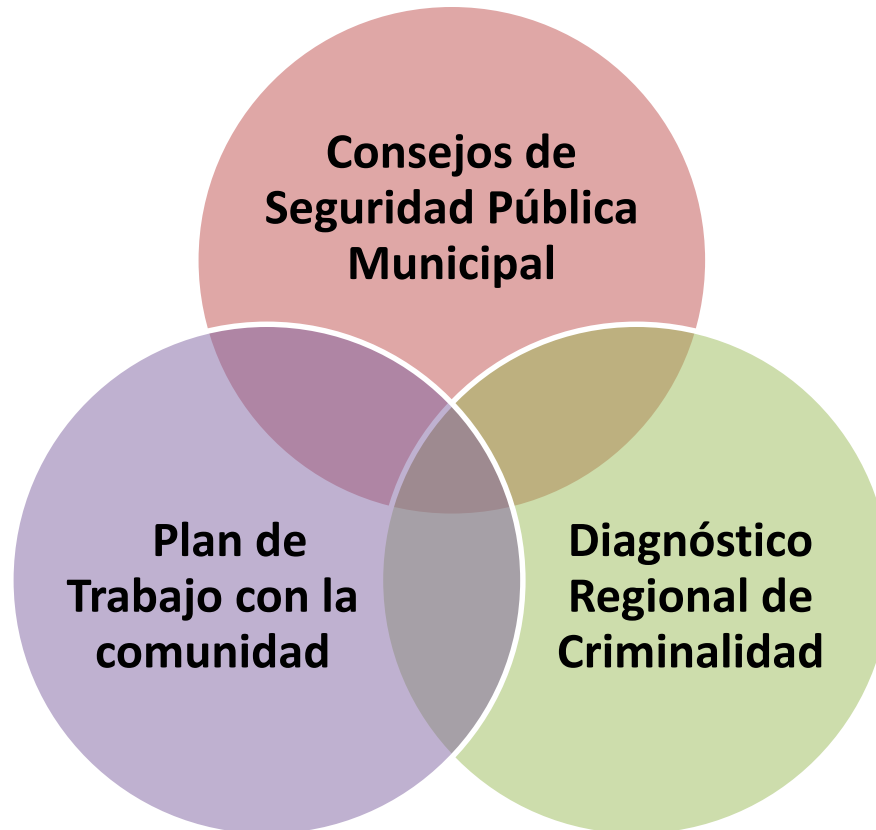 Consejos de
Seguridad Pública
Municipal
Plan de
Trabajo con la
comunidad
Diagnóstico
Regional de
Criminalidad